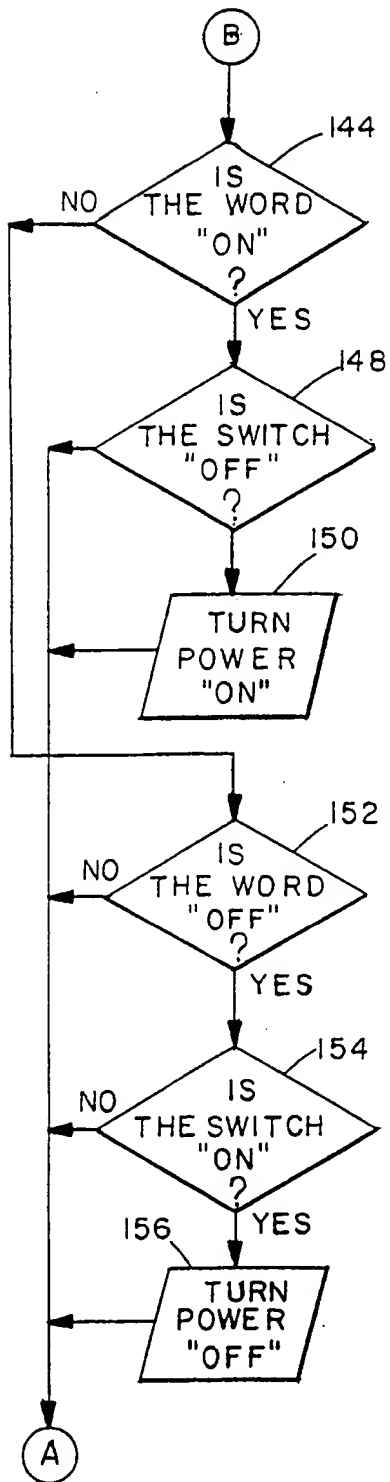 B
144
IS
NO
THE WORD
"ON"
?
YES
148
IS
THE SWITCH
"OFF"
?
150
TURN
POWER
"ON"
152
IS
NO
THE WORD
"OFF"
?
YES
154
IS
NO
THE SWITCH
"ON"
?
YES
156
TURN
POWER
"OFF"
A